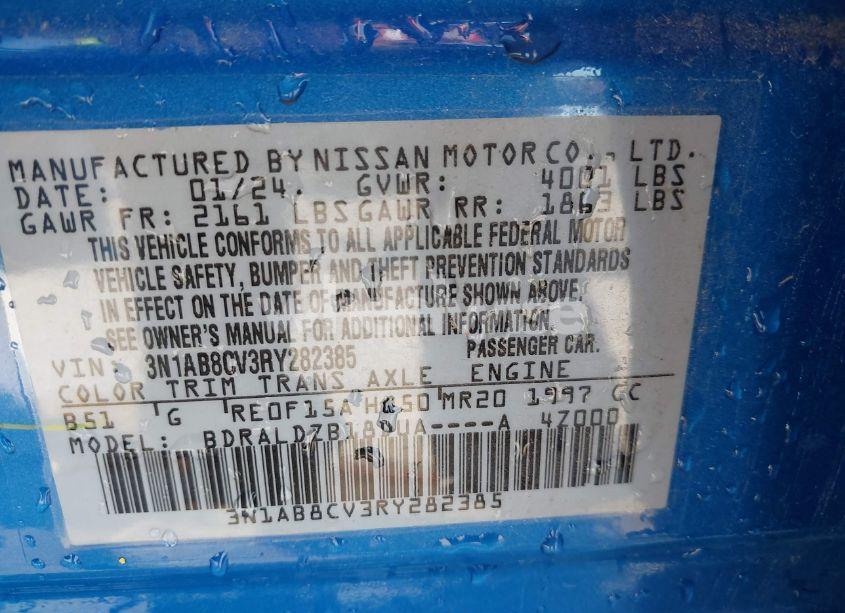 MANUFACTURED BY NISSAN MOTOR CO., LTD.
DATE: 01/24. GVWR: 4001 LBS
GAWR FR: 2161 LBS GAWR RR: 1863 LBS
THIS VEHICLE CONFORMS TO ALL APPLICABLE FEDERAL MOTOR
VEHICLE SAFETY, BUMPER AND THEFT PREVENTION STANDARDS
IN EFFECT ON THE DATE OF MANUFACTURE SHOWN ABOVE.
SEE OWNER'S MANUAL FOR ADDITIONAL INFORMATION.
VIN: 3N1AB8CV3RY282385 PASSENGER CAR.
COLOR TRIM TRANS AXLE ENGINE
B51 G RE0F15A MR20 1997 CC
MODEL: 4Z000
3N1AB8CV3RY282385